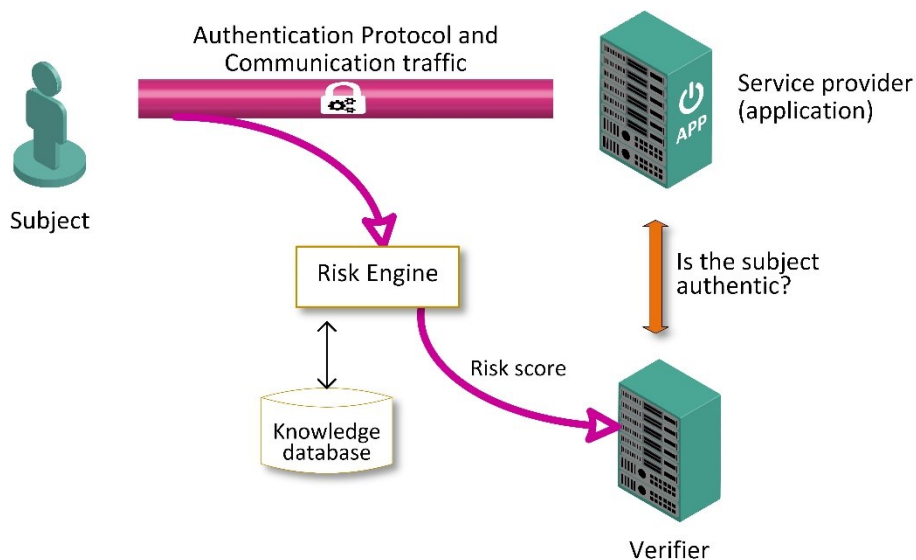 Authentication Protocol and
Communication traffic
Service provider
(application)
APP
Subject
Risk Engine
Is the subject
authentic?
Risk score
Knowledge
database
Verifier